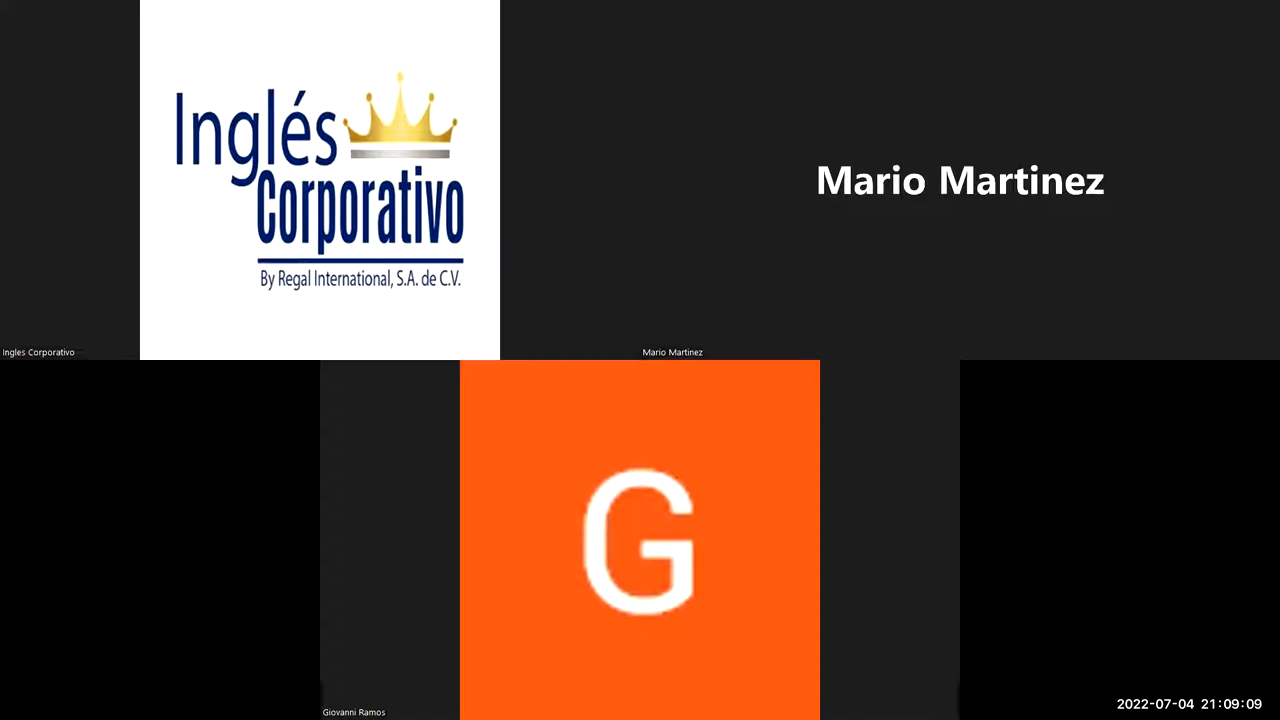 Inglés
Corporativo
By Regal International, S.A. de C.V.
Mario Martinez
Ingles Corporativo
Mario Martinez
G
Giovanni Ramos
2022-07-04 21:09:09